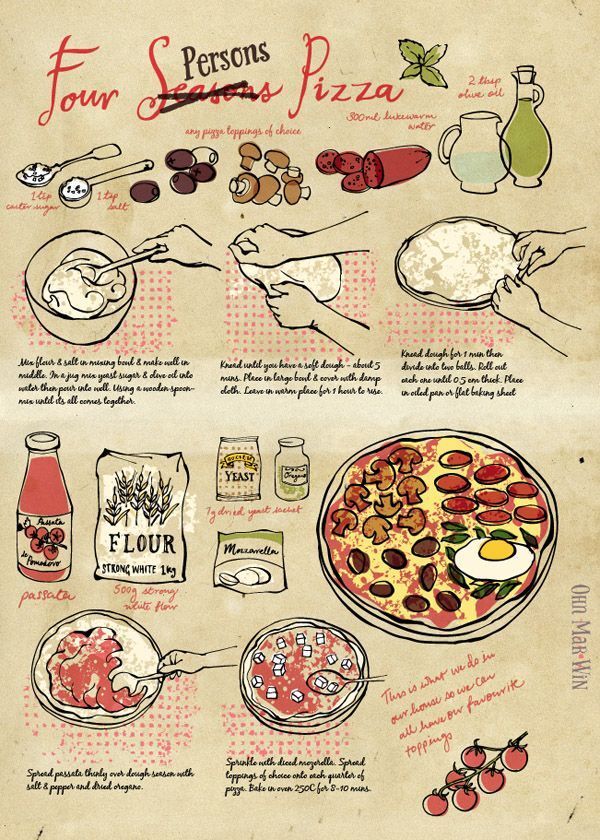 Persons
Four Seasons Pizza
any pizza toppings of choice
300ml lukewarm
water
2 tbsp
olive oil
1 tsp
caster sugar
1 tsp
salt
Mix flour & salt in mixing bowl & make well in
middle. In a jug mix yeast sugar & olive oil into
water then pour into well. Using a wooden spoon-
mix until its all comes together.
Knead until you have a soft dough - about 5
mins. Place in large bowl & cover with damp
cloth. Leave in warm place for 1 hour to rise.
Knead dough for 1 min then
divide into two balls. Roll out
each one until 0.5 cm thick. Place
in oiled pan or flat baking sheet
Passata
di
Pomodoro
passata
FLOUR
STRONG WHITE 1kg
500g strong
white flour
YEAST
Oregano
7g dried yeast sachet
Mozzarella
OHN MAR WIN
This is what we do in
our house so we can
all have our favourite
toppings
Spread passata thinly over dough season with
salt & pepper and dried oregano.
Sprinkle with diced mozerella. Spread
toppings of choice onto each quarter of
pizza. Bake in oven 250C for 8-10 mins.